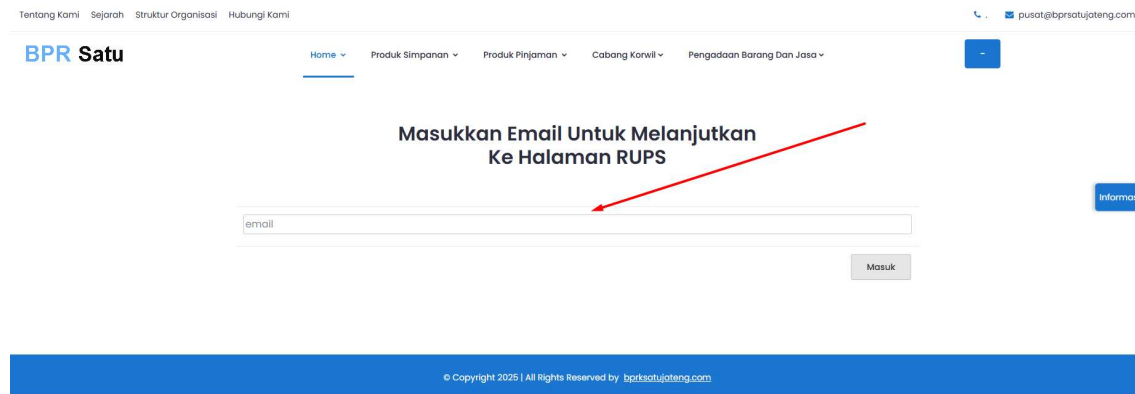 Tentang Kami Sejarah Struktur Organisasi Hubungi Kami . pusat@bprsatujateng.com
BPR Satu Home Produk Simpanan Produk Pinjaman Cabang Korwil Pengadaan Barang Dan Jasa -
Masukkan Email Untuk Melanjutkan
Ke Halaman RUPS
Informas
email
Masuk
© Copyright 2025 | All Rights Reserved by bprksatujateng.com